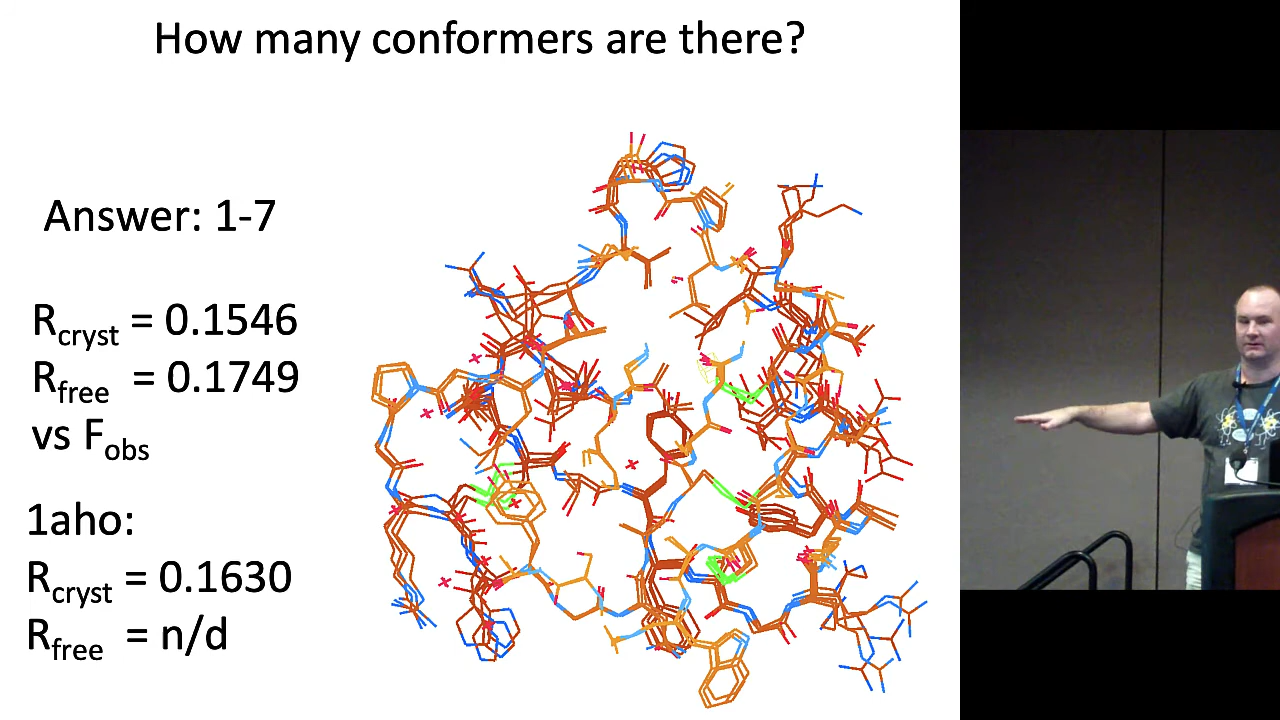 How many conformers are there?
Answer: 1-7
Rcryst = 0.1546
Rfree = 0.1749
vs Fobs
1aho:
Rcryst = 0.1630
Rfree = n/d